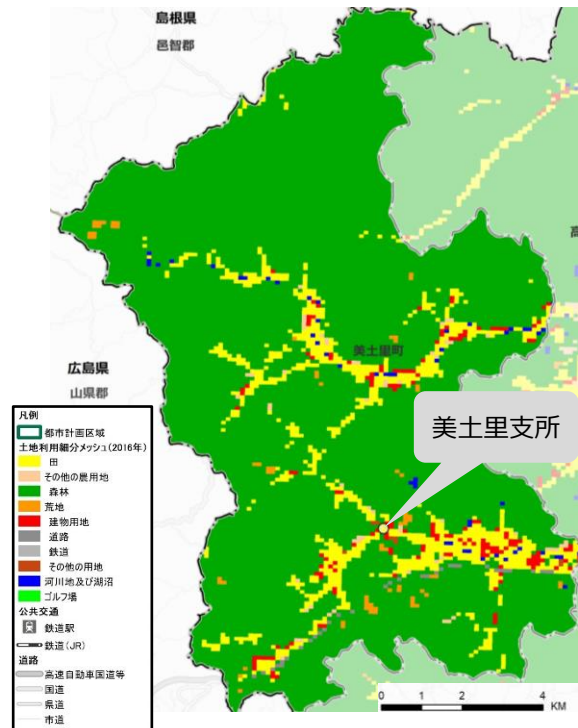 島根県
邑智郡
高
美土里町
広島県
山県郡
美土里支所
凡例
都市計画区域
土地利用細分メッシュ(2016年)
田
その他の農用地
森林
荒地
建物用地
道路
鉄道
その他の用地
河川地及び湖沼
ゴルフ場
公共交通
鉄道駅
鉄道(JR)
道路
高速自動車国道等
国道
県道
市道
0 1 2 4
KM